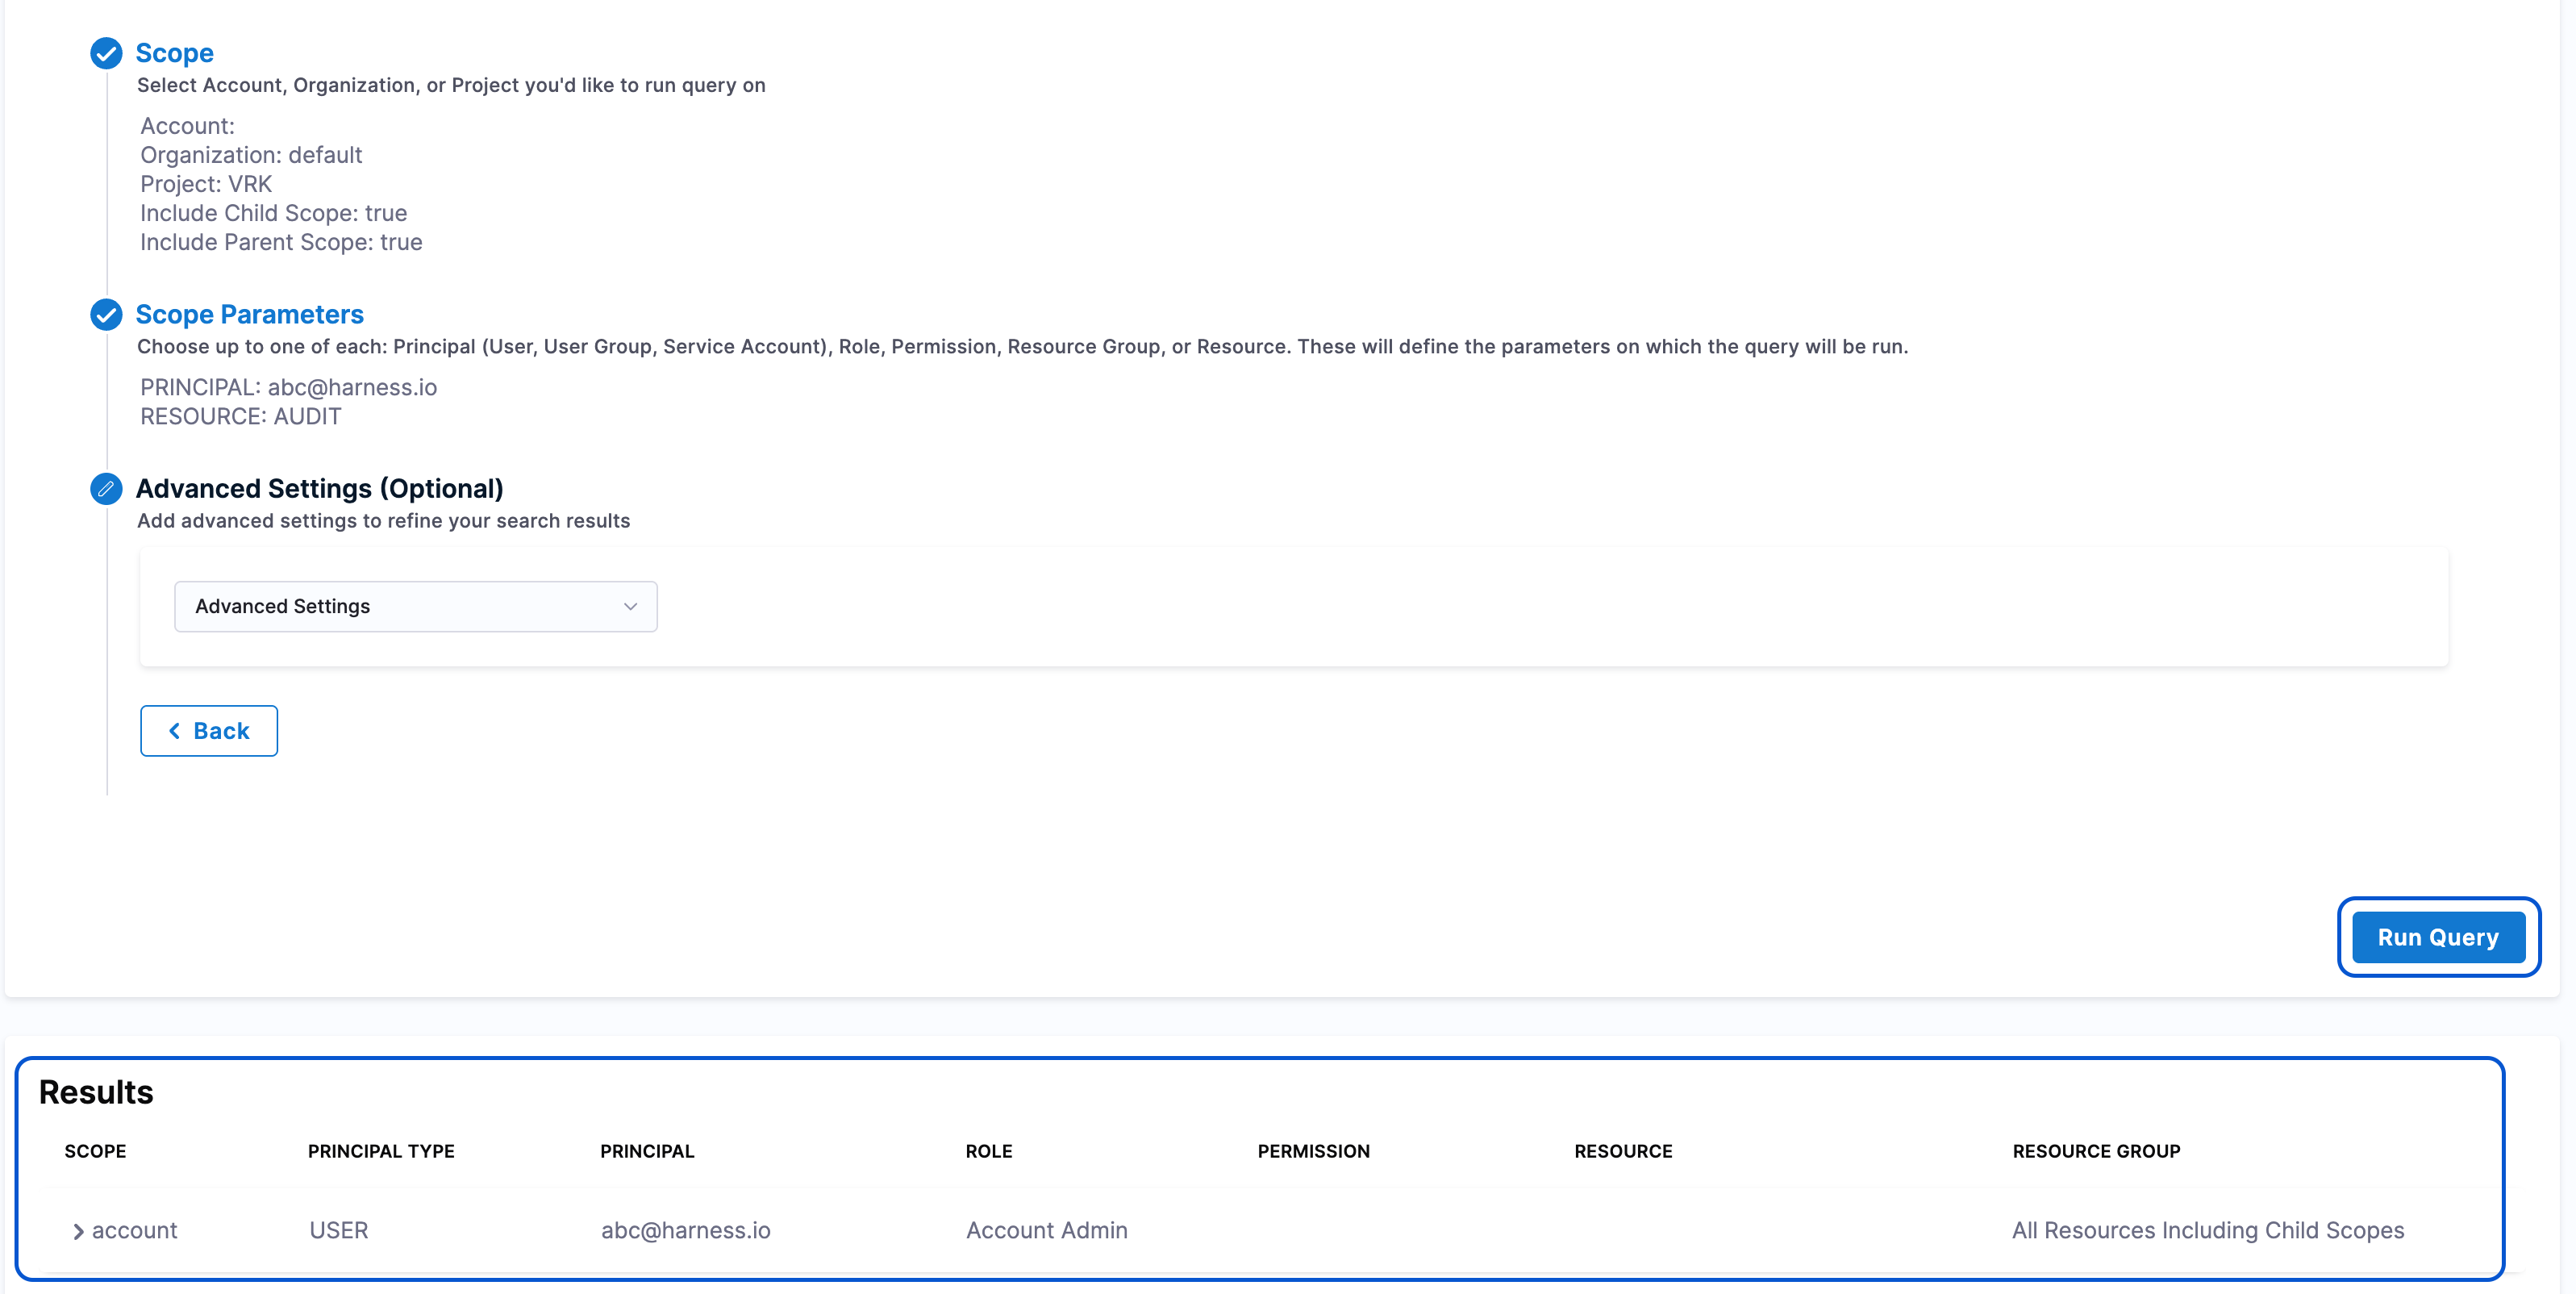 Scope
Select Account, Organization, or Project you'd like to run query on
Account:
Organization: default
Project: VRK
Include Child Scope: true
Include Parent Scope: true
Scope Parameters
Choose up to one of each: Principal (User, User Group, Service Account), Role, Permission, Resource Group, or Resource. These will define the parameters on which the query will be run.
PRINCIPAL: abc@harness.io
RESOURCE: AUDIT
Advanced Settings (Optional)
Add advanced settings to refine your search results
Advanced Settings
Back
Run Query
Results
SCOPE PRINCIPAL TYPE PRINCIPAL ROLE PERMISSION RESOURCE RESOURCE GROUP
account USER abc@harness.io Account Admin All Resources Including Child Scopes